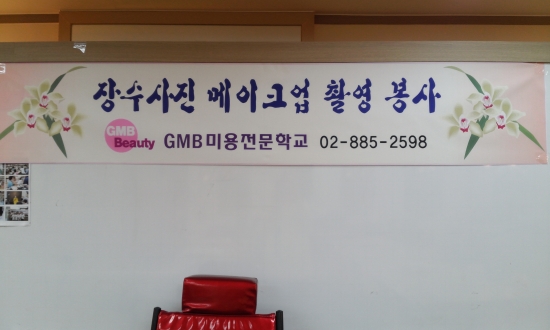 장수사진 메이크업 촬영 봉사
GMB Beauty
GMB미용전문학교 02-885-2598